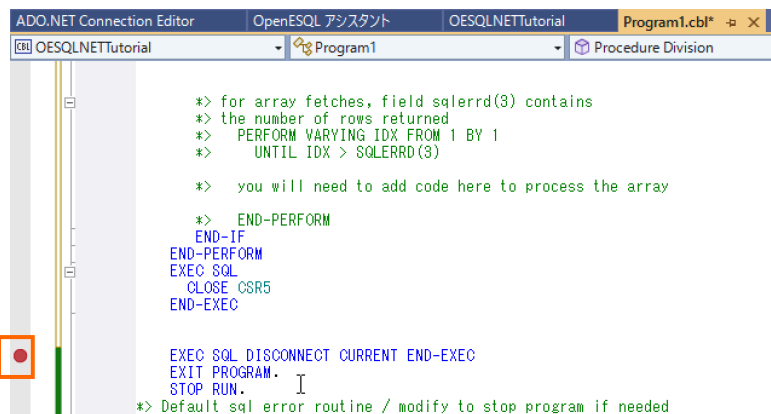 ADO.NET Connection Editor OpenESQL アシスタント OESQLNETTutorial Program1.cbl*
CBL OESQLNETTutorial Program1 Procedure Division
*> for array fetches, field sqlerrd(3) contains
*> the number of rows returned
*>   PERFORM VARYING IDX FROM 1 BY 1
*>     UNTIL IDX > SQLERRD(3)
*>   you will need to add code here to process the array
*>   END-PERFORM
END-IF
END-PERFORM
EXEC SQL
CLOSE CSR5
END-EXEC
EXEC SQL DISCONNECT CURRENT END-EXEC
EXIT PROGRAM.
STOP RUN.
*> Default sql error routine / modify to stop program if needed